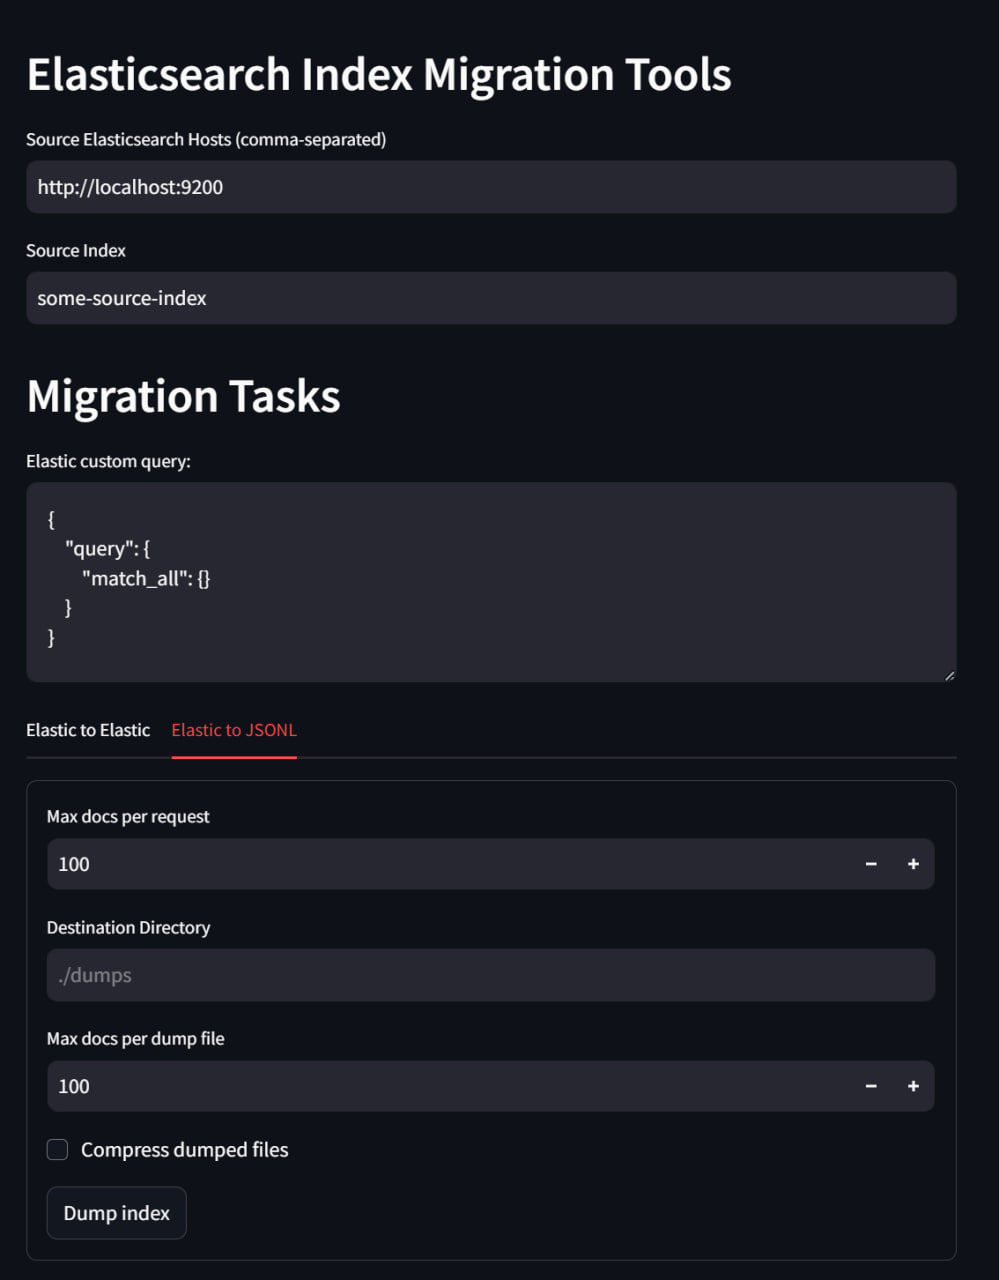 Elasticsearch Index Migration Tools
Source Elasticsearch Hosts (comma-separated)
http://localhost:9200
Source Index
some-source-index
Migration Tasks
Elastic custom query:
{
    "query": {
        "match_all": {}
    }
}
Elastic to Elastic    Elastic to JSONL
Max docs per request
100
Destination Directory
./dumps
Max docs per dump file
100
Compress dumped files
Dump index